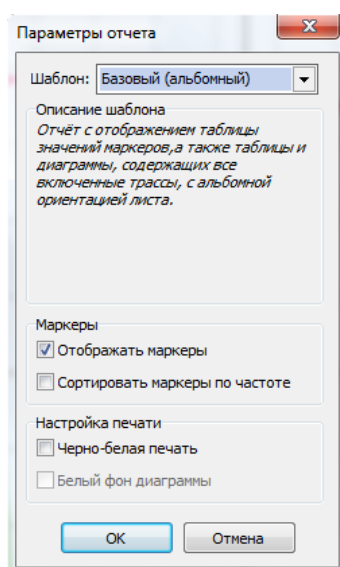 Параметры отчета
Шаблон: Базовый (альбомный)
Описание шаблона
Отчёт с отображением таблицы
значений маркеров,а также таблицы и
диаграммы, содержащих все
включенные трассы, с альбомной
ориентацией листа.
Маркеры
Отображать маркеры
Сортировать маркеры по частоте
Настройка печати
Черно-белая печать
Белый фон диаграммы
ОК Отмена